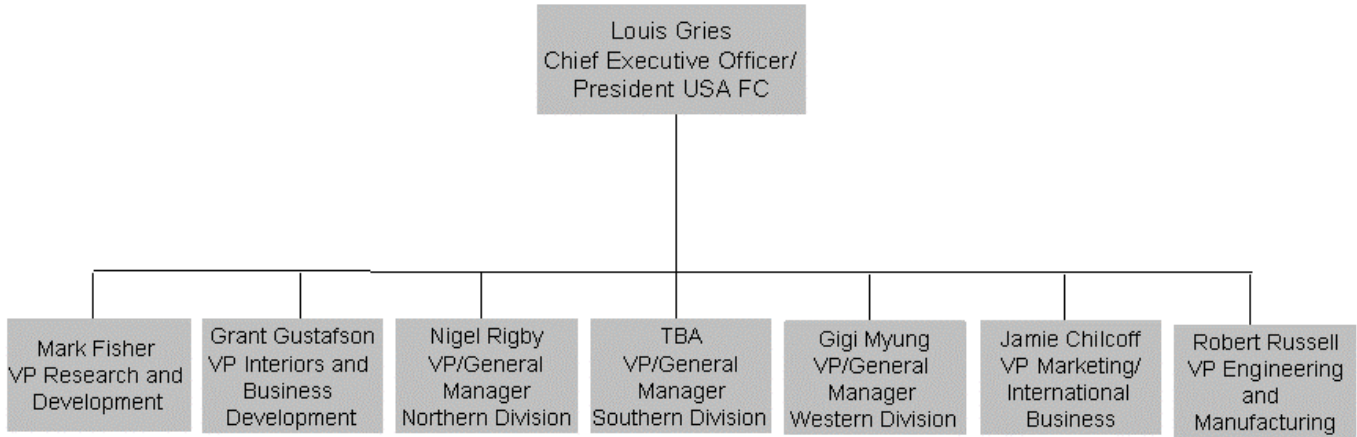 Louis Gries
Chief Executive Officer/
President USA FC
Mark Fisher
VP Research and
Development
Grant Gustafson
VP Interiors and
Business
Development
Nigel Rigby
VP/General
Manager
Northern Division
TBA
VP/General
Manager
Southern Division
Gigi Myung
VP/General
Manager
Western Division
Jamie Chilcoff
VP Marketing/
International
Business
Robert Russell
VP Engineering
and
Manufacturing